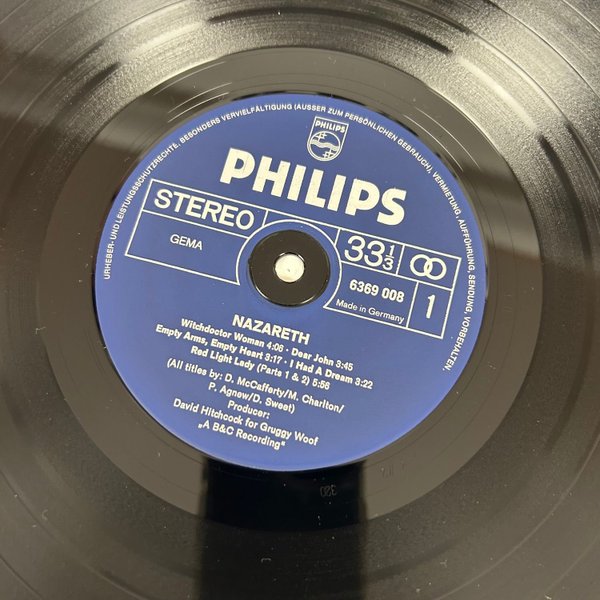 URHEBER- UND LEISTUNGSSCHUTZRECHTE, BESONDERS VERVIELFÄLTIGUNG (AUSSER ZUM PERSÖNLICHEN GEBRAUCH), VERMIETUNG, AUFFÜHRUNG, SENDUNG, VORBEHALTEN.
PHILIPS
PHILIPS
STEREO
33 1/3
GEMA
6369 008
Made in Germany
1
NAZARETH
Witchdoctor Woman 4:06 · Dear John 3:45
Empty Arms, Empty Heart 3:17 · I Had A Dream 3:22
Red Light Lady (Parts 1 & 2) 5:56
(All titles by: D. McCafferty/M. Charlton/
P. Agnew/D. Sweet)
Producer:
David Hitchcock for Gruggy Woof
„A B&C Recording"
320